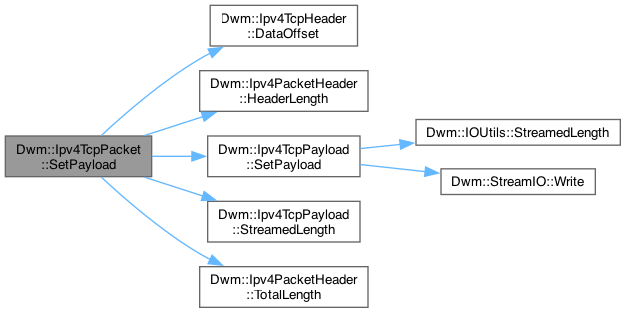 Dwm::Ipv4TcpPacket
::SetPayload
Dwm::Ipv4TcpHeader
::DataOffset
Dwm::Ipv4PacketHeader
::HeaderLength
Dwm::Ipv4TcpPayload
::SetPayload
Dwm::IOUtils::StreamedLength
Dwm::StreamIO::Write
Dwm::Ipv4TcpPayload
::StreamedLength
Dwm::Ipv4PacketHeader
::TotalLength